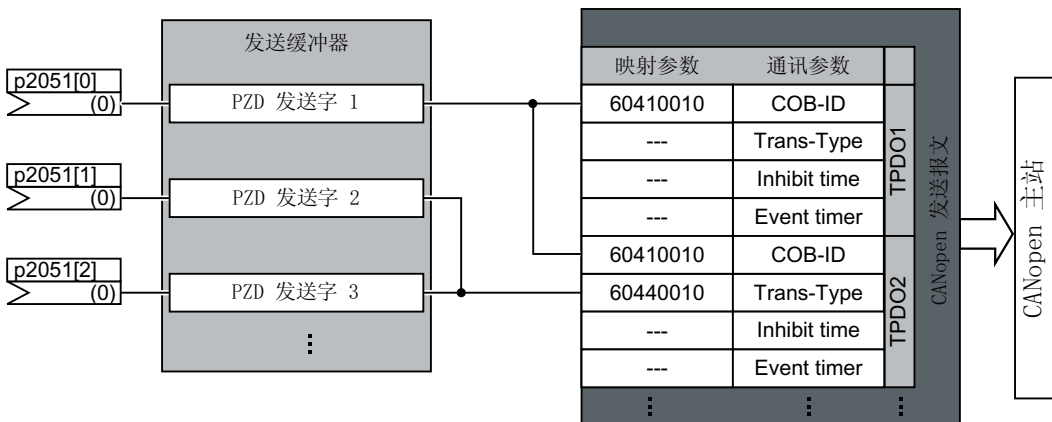 发送缓冲器
p2051[0]
(0)
PZD 发送字 1
p2051[1]
(0)
PZD 发送字 2
p2051[2]
(0)
PZD 发送字 3
映射参数 通讯参数
60410010 COB-ID
--- Trans-Type
--- Inhibit time
--- Event timer
TPDO1
60410010 COB-ID
60440010 Trans-Type
--- Inhibit time
--- Event timer
TPDO2
CANopen 发送报文
CANopen 主站